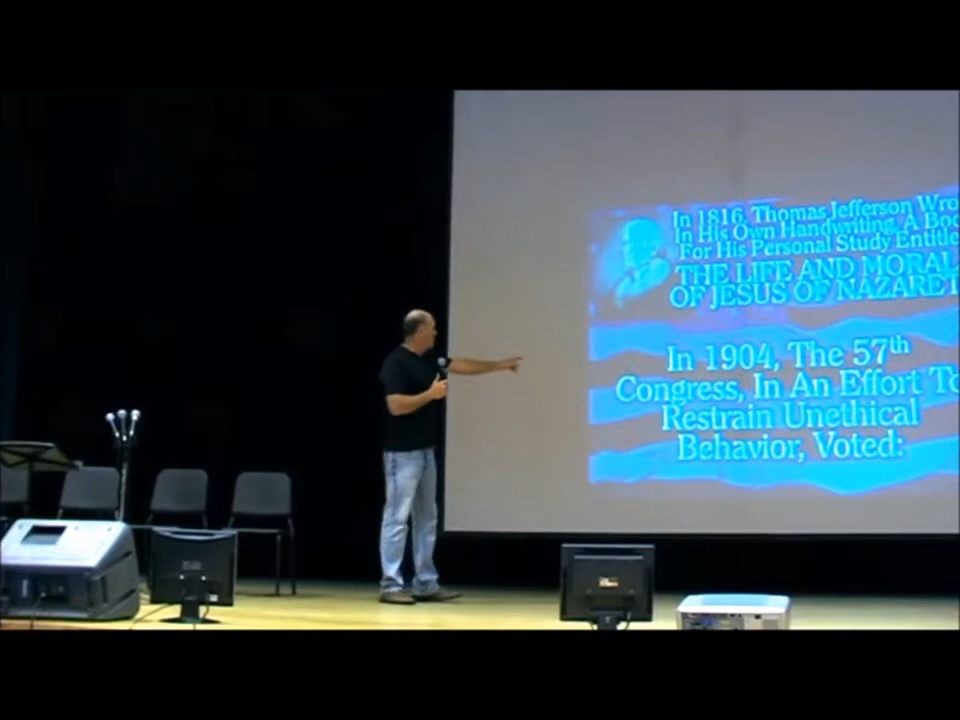 In 1816, Thomas Jefferson Wro
In His Own Handwriting, A Boo
For His Personal Study Entitle
THE LIFE AND MORAL
OF JESUS OF NAZARET
In 1904, The 57th
Congress, In An Effort To
Restrain Unethical
Behavior, Voted: